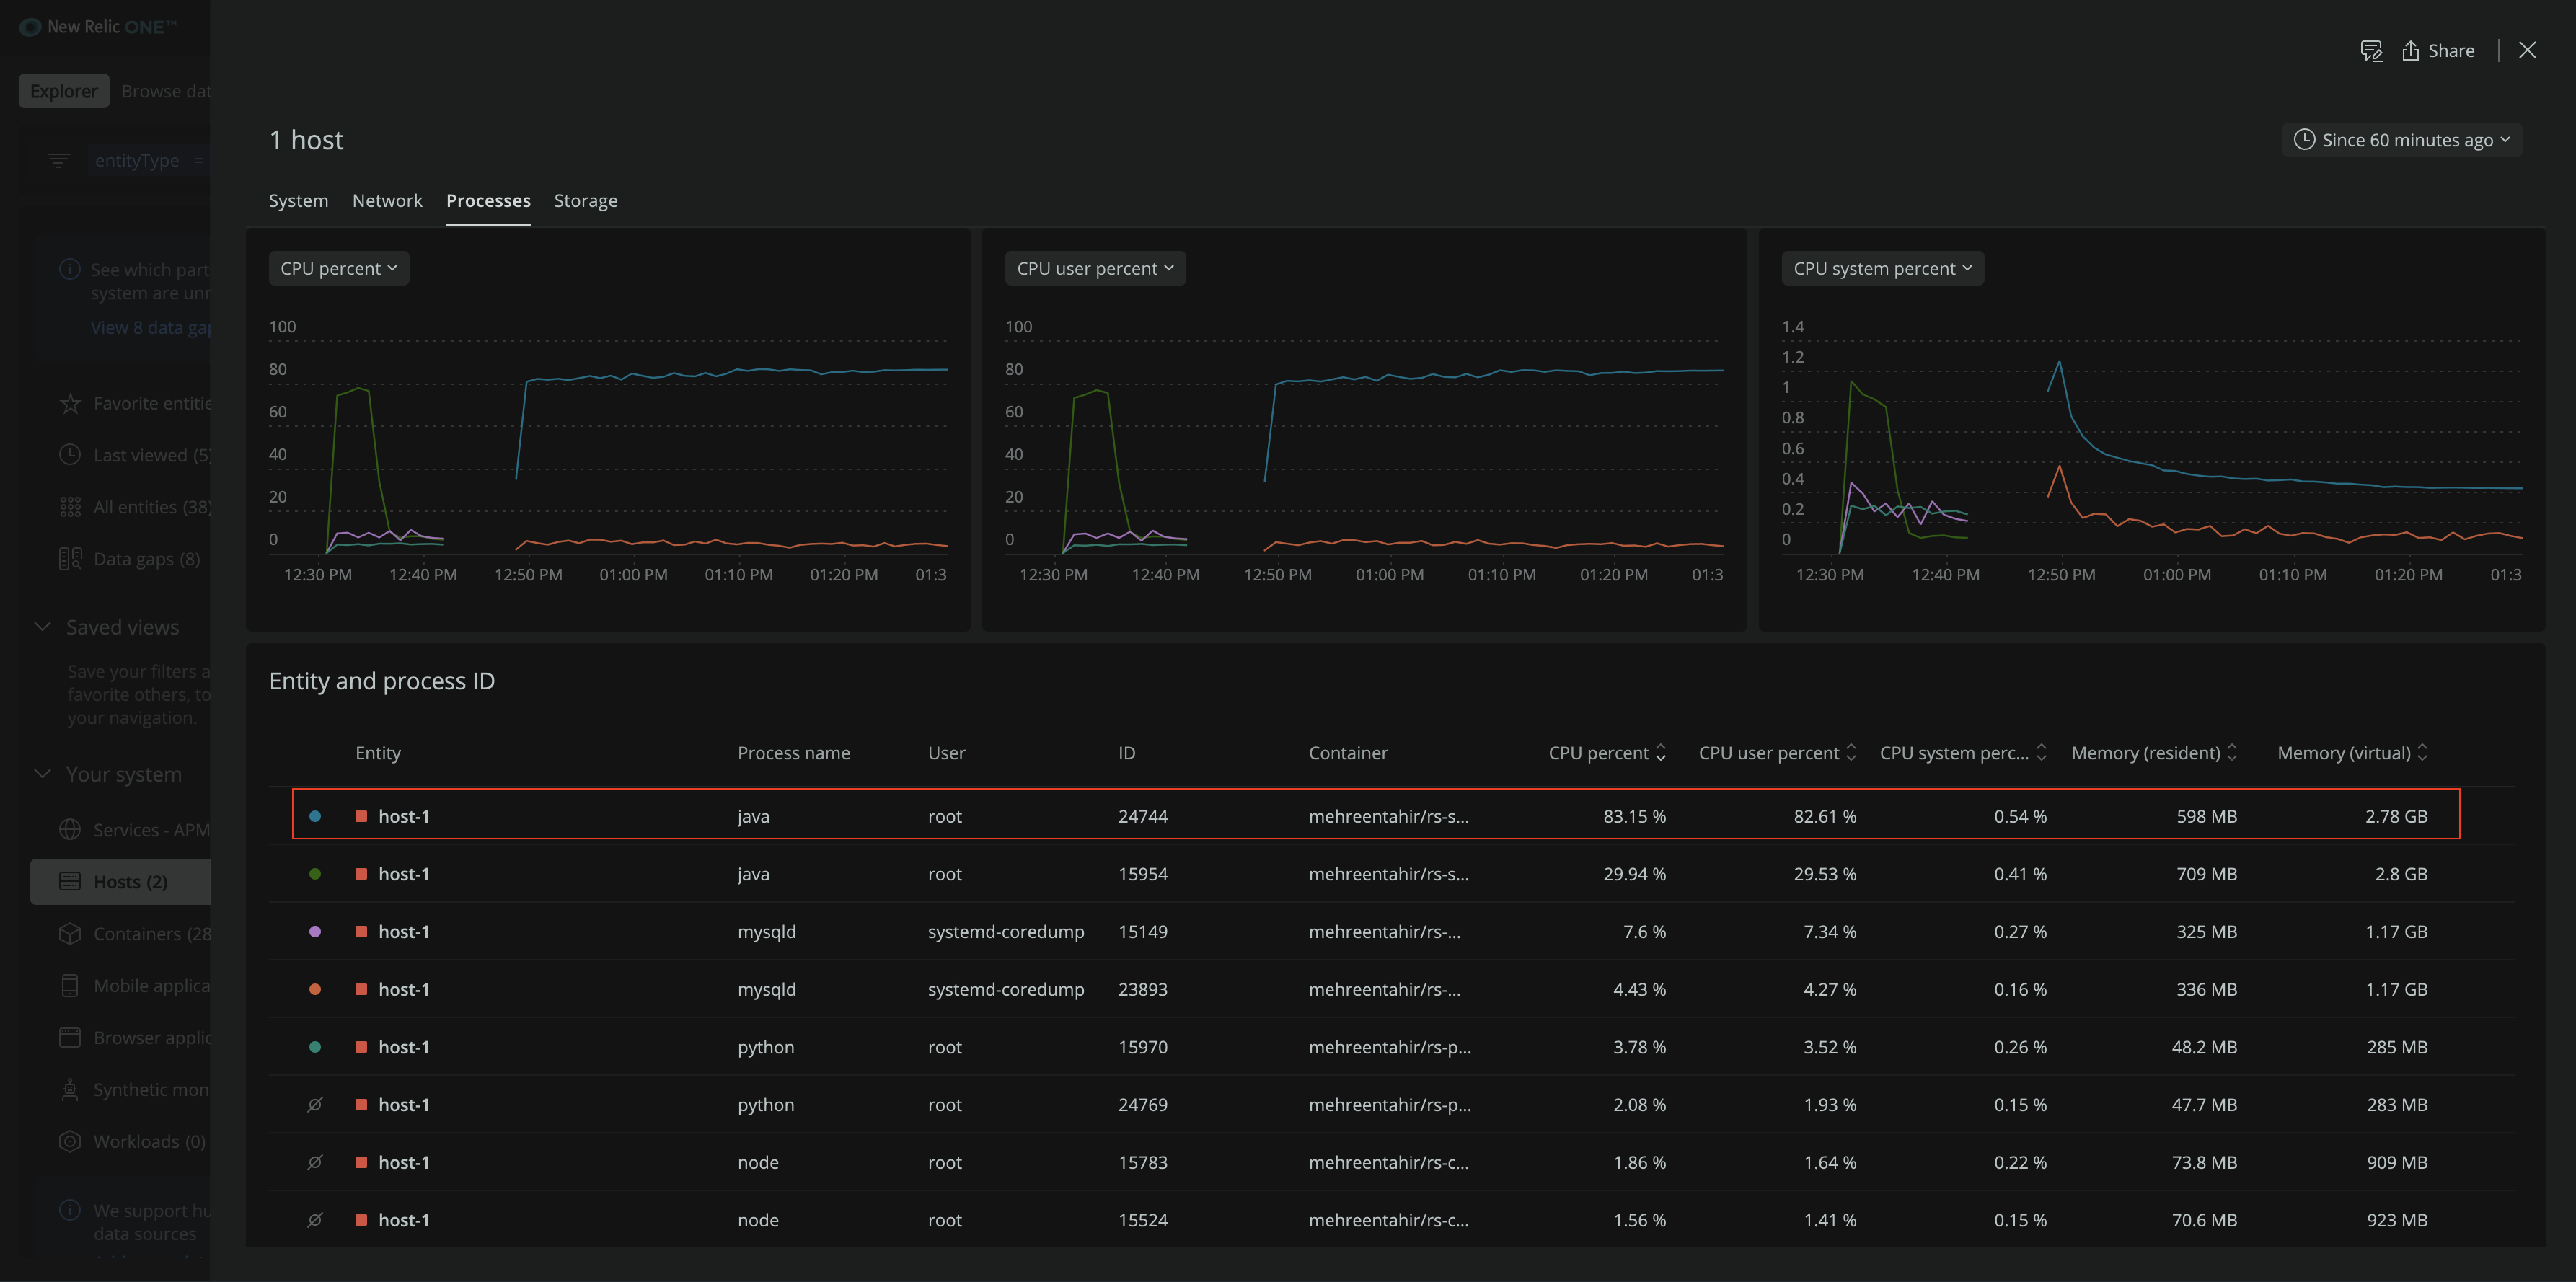 New Relic ONE™
Share
Explorer
Browse dat
1 host
Since 60 minutes ago
entityType =
System Network Processes Storage
See which part
system are unr
View 8 data gap
CPU percent
100
80
60
40
20
0
12:30 PM 12:40 PM 12:50 PM 01:00 PM 01:10 PM 01:20 PM 01:3
CPU user percent
100
80
60
40
20
0
12:30 PM 12:40 PM 12:50 PM 01:00 PM 01:10 PM 01:20 PM 01:3
CPU system percent
1.4
1.2
1
0.8
0.6
0.4
0.2
0
12:30 PM 12:40 PM 12:50 PM 01:00 PM 01:10 PM 01:20 PM 01:3
Favorite entitie
Last viewed (5)
All entities (38)
Data gaps (8)
Saved views
Save your filters a
favorite others, to
your navigation.
Your system
Services - APM
Hosts (2)
Containers (28
Mobile applica
Browser applic
Synthetic mon
Workloads (0)
We support hu
data sources
Entity and process ID
Entity Process name User ID Container CPU percent CPU user percent CPU system perc... Memory (resident) Memory (virtual)
host-1 java root 24744 mehreentahir/rs-s... 83.15 % 82.61 % 0.54 % 598 MB 2.78 GB
host-1 java root 15954 mehreentahir/rs-s... 29.94 % 29.53 % 0.41 % 709 MB 2.8 GB
host-1 mysqld systemd-coredump 15149 mehreentahir/rs-... 7.6 % 7.34 % 0.27 % 325 MB 1.17 GB
host-1 mysqld systemd-coredump 23893 mehreentahir/rs-... 4.43 % 4.27 % 0.16 % 336 MB 1.17 GB
host-1 python root 15970 mehreentahir/rs-p... 3.78 % 3.52 % 0.26 % 48.2 MB 285 MB
host-1 python root 24769 mehreentahir/rs-p... 2.08 % 1.93 % 0.15 % 47.7 MB 283 MB
host-1 node root 15783 mehreentahir/rs-c... 1.86 % 1.64 % 0.22 % 73.8 MB 909 MB
host-1 node root 15524 mehreentahir/rs-c... 1.56 % 1.41 % 0.15 % 70.6 MB 923 MB